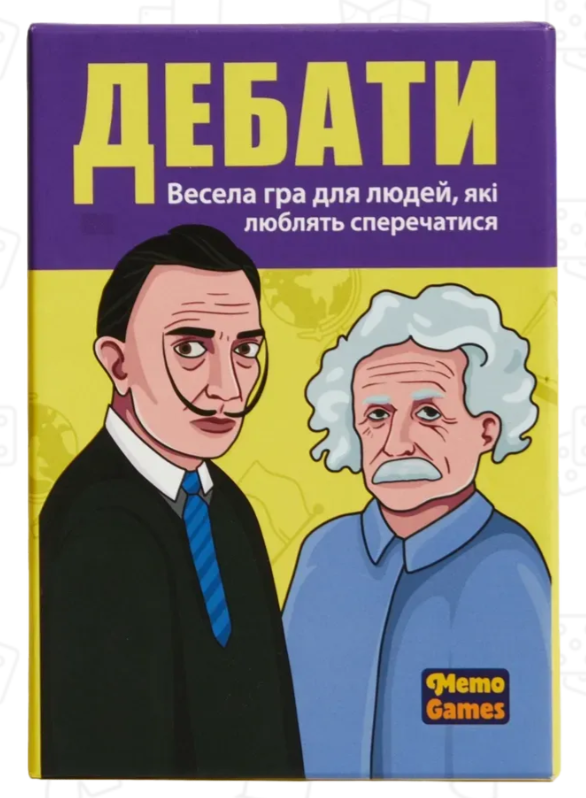 ДЕБАТИ
Весела гра для людей, які
люблять сперечатися
Memo
Games